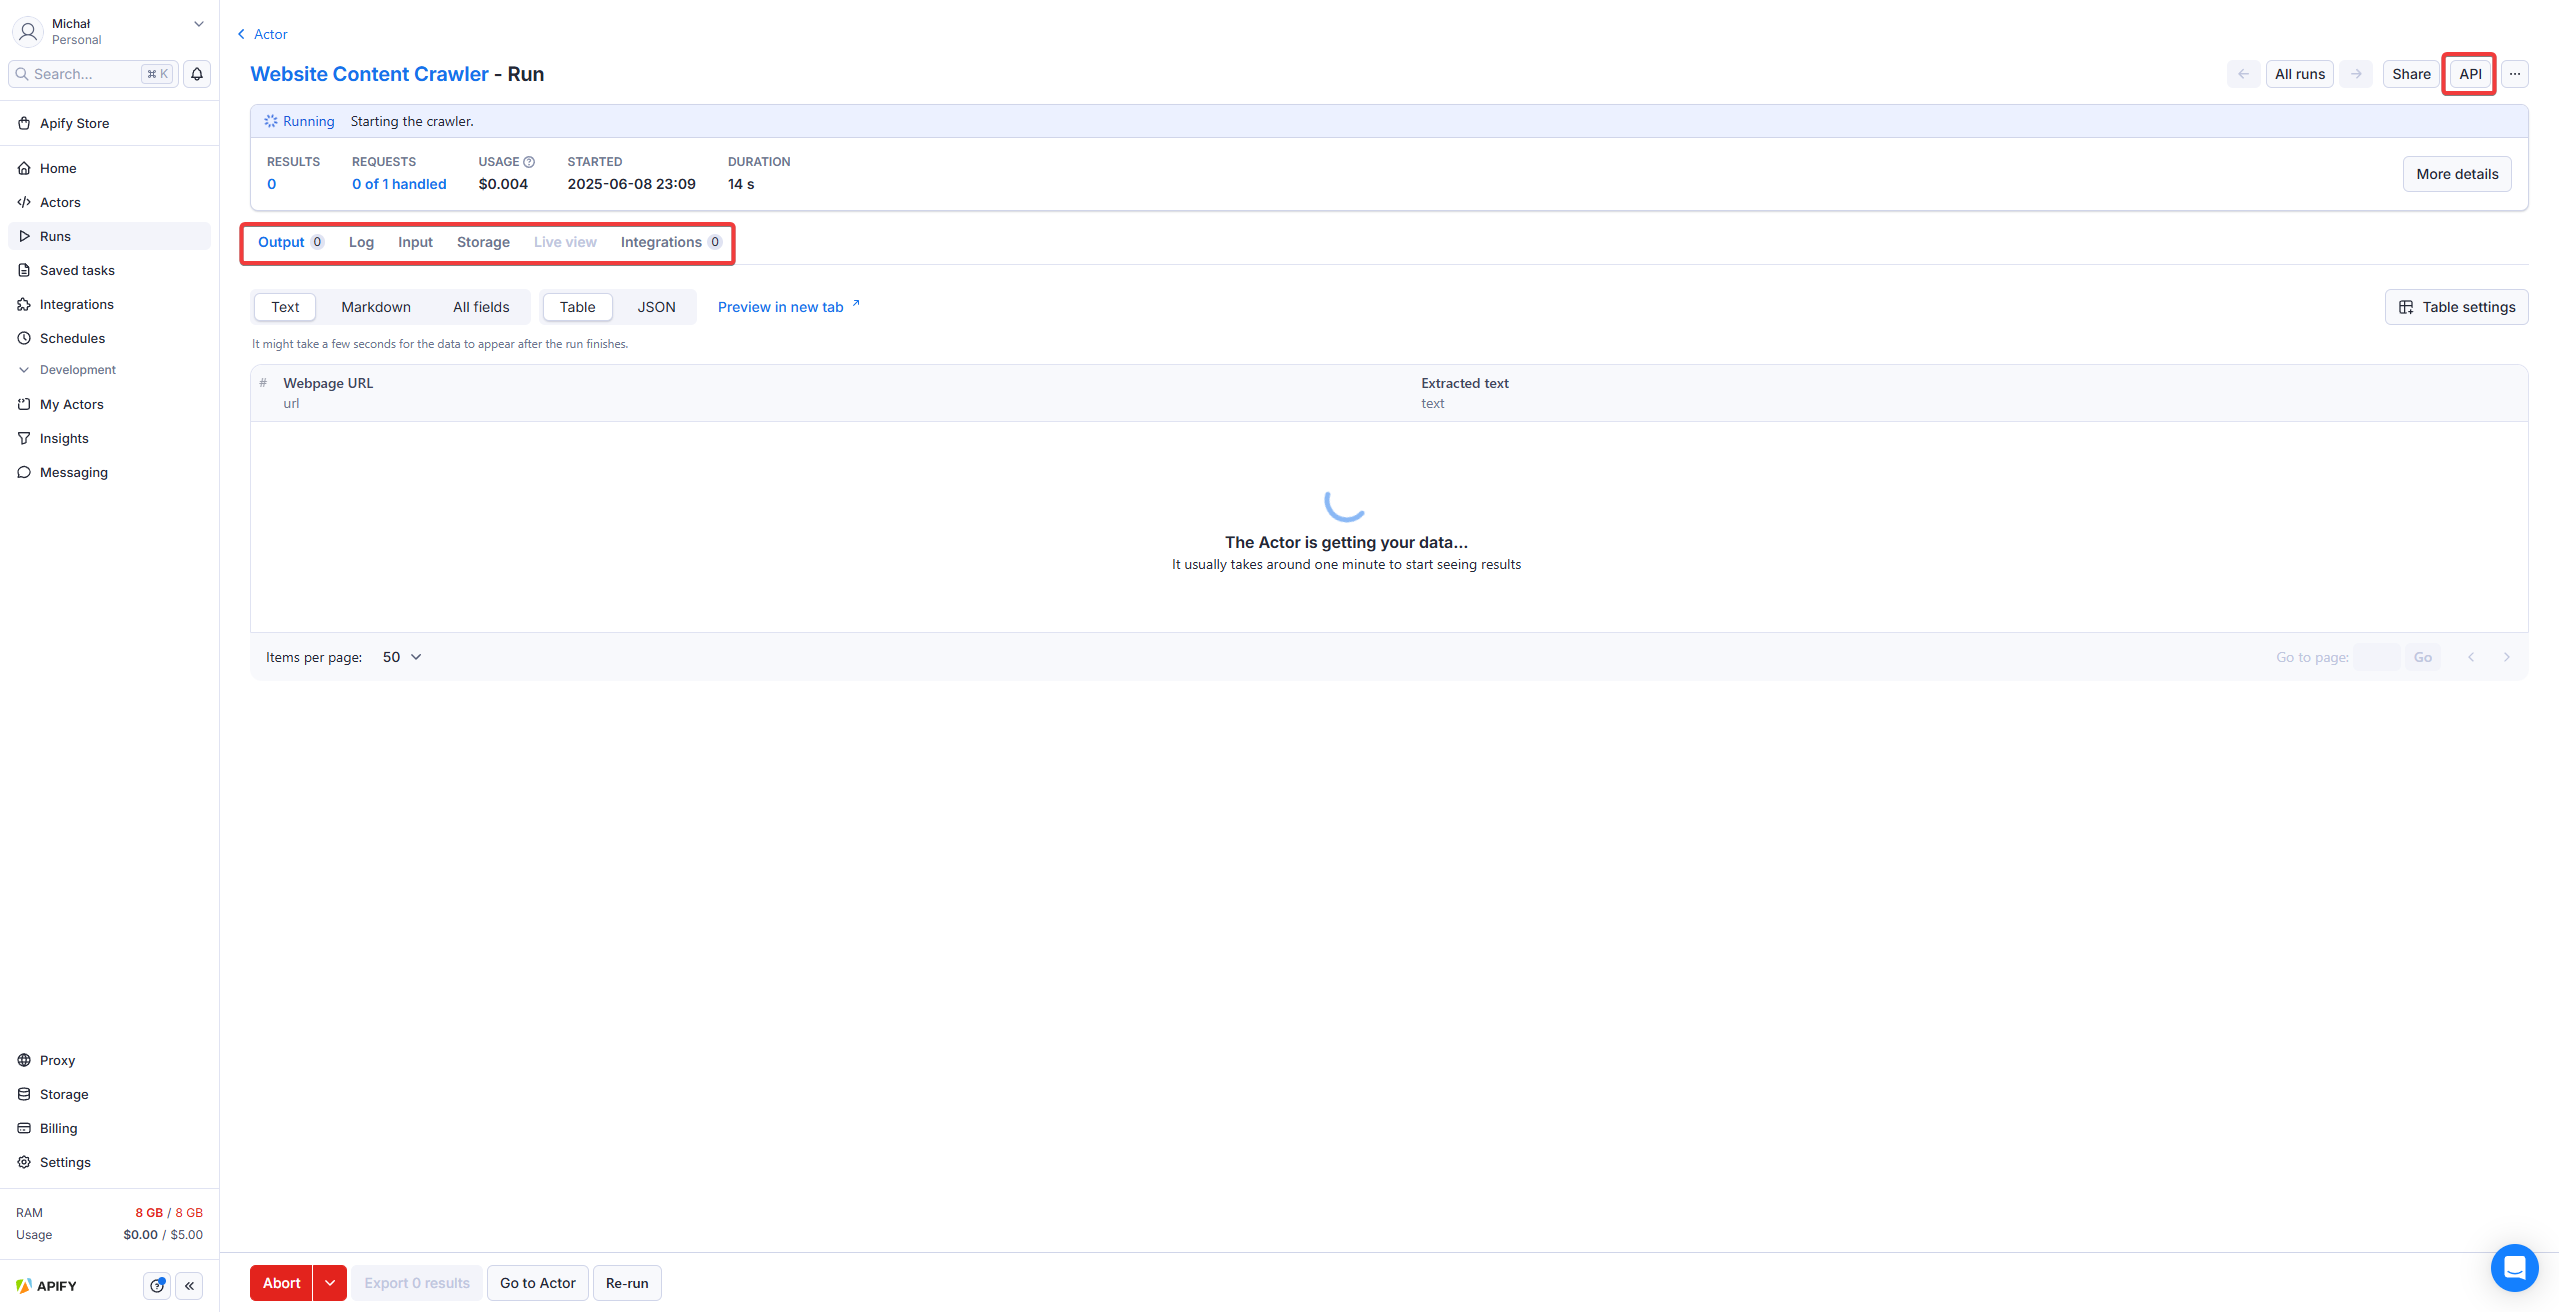 Michał
Personal
Search...
⌘ K
Apify Store
Home
Actors
Runs
Saved tasks
Integrations
Schedules
Development
My Actors
Insights
Messaging
Proxy
Storage
Billing
Settings
RAM 8 GB / 8 GB
Usage $0.00 / $5.00
APIFY
Actor
Website Content Crawler - Run
All runs Share API ...
Running Starting the crawler.
RESULTS REQUESTS USAGE STARTED DURATION
0 0 of 1 handled $0.004 2025-06-08 23:09 14 s
More details
Output 0 Log Input Storage Live view Integrations 0
Text Markdown All fields Table JSON Preview in new tab Table settings
It might take a few seconds for the data to appear after the run finishes.
# Webpage URL Extracted text
url text
The Actor is getting your data...
It usually takes around one minute to start seeing results
Items per page: 50 Go to page: Go
Abort Export 0 results Go to Actor Re-run